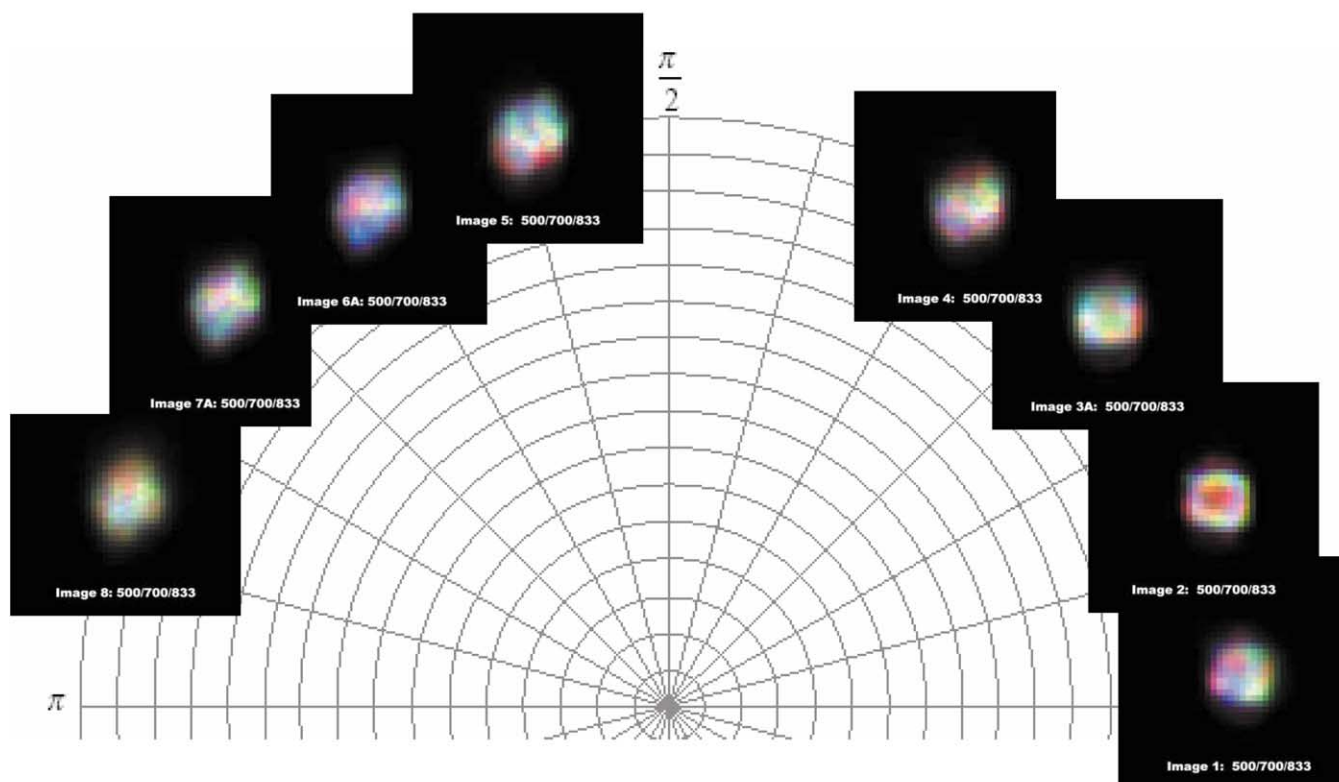 π
2
Image 5: 500/700/833
Image 4: 500/700/833
Image 6A: 500/700/833
Image 7A: 500/700/833
Image 3A: 500/700/833
Image 8: 500/700/833
Image 2: 500/700/833
π
Image 1: 500/700/833